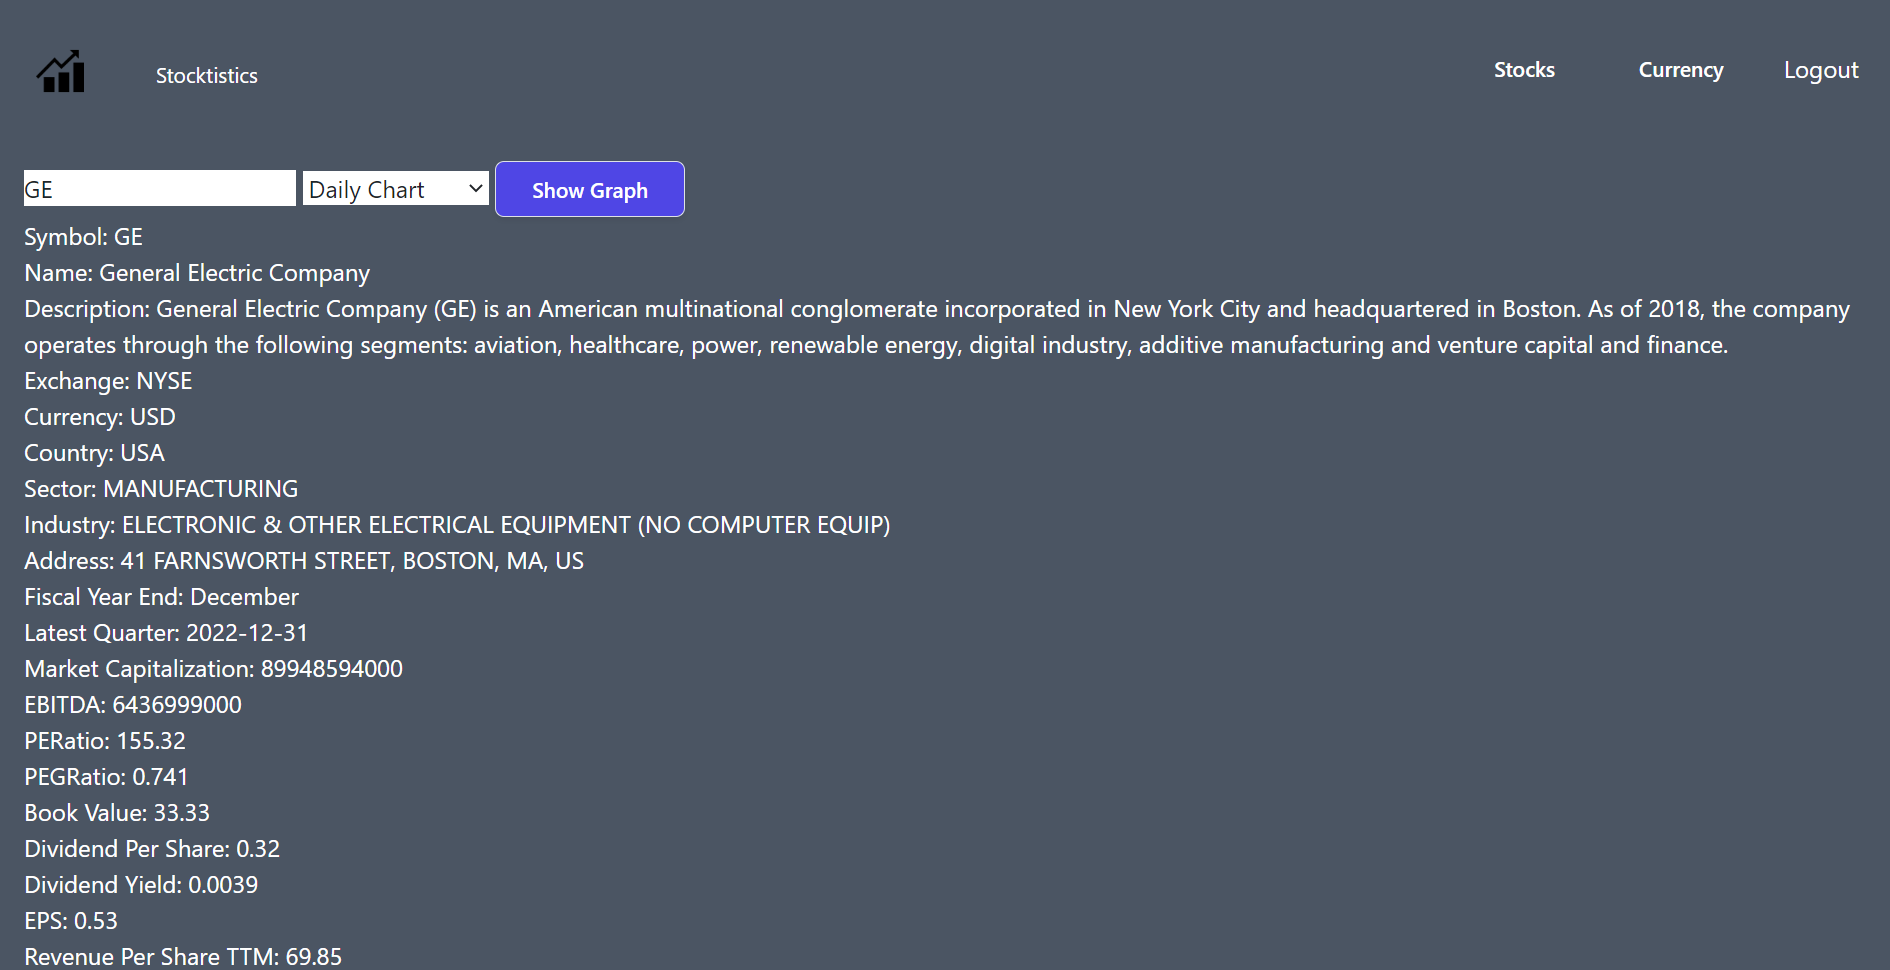 Stocktistics
Stocks
Currency
Logout
GE
Daily Chart
Show Graph
Symbol: GE
Name: General Electric Company
Description: General Electric Company (GE) is an American multinational conglomerate incorporated in New York City and headquartered in Boston. As of 2018, the company
operates through the following segments: aviation, healthcare, power, renewable energy, digital industry, additive manufacturing and venture capital and finance.
Exchange: NYSE
Currency: USD
Country: USA
Sector: MANUFACTURING
Industry: ELECTRONIC & OTHER ELECTRICAL EQUIPMENT (NO COMPUTER EQUIP)
Address: 41 FARNSWORTH STREET, BOSTON, MA, US
Fiscal Year End: December
Latest Quarter: 2022-12-31
Market Capitalization: 89948594000
EBITDA: 6436999000
PERatio: 155.32
PEGRatio: 0.741
Book Value: 33.33
Dividend Per Share: 0.32
Dividend Yield: 0.0039
EPS: 0.53
Revenue Per Share TTM: 69.85